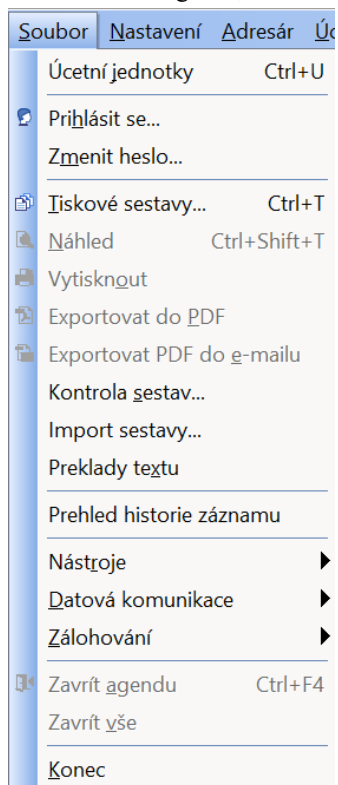 Soubor Nastavení Adresár
Úcetní jednotky Ctrl+U
Prihlásit se...
Zmenit heslo...
Tiskové sestavy... Ctrl+T
Náhled Ctrl+Shift+T
Vytisknout
Exportovat do PDF
Exportovat PDF do e-mailu
Kontrola sestav...
Import sestavy...
Preklady textu
Prehled historie záznamu
Nástroje
Datová komunikace
Zálohování
Zavrít agendu Ctrl+F4
Zavrít vše
Konec